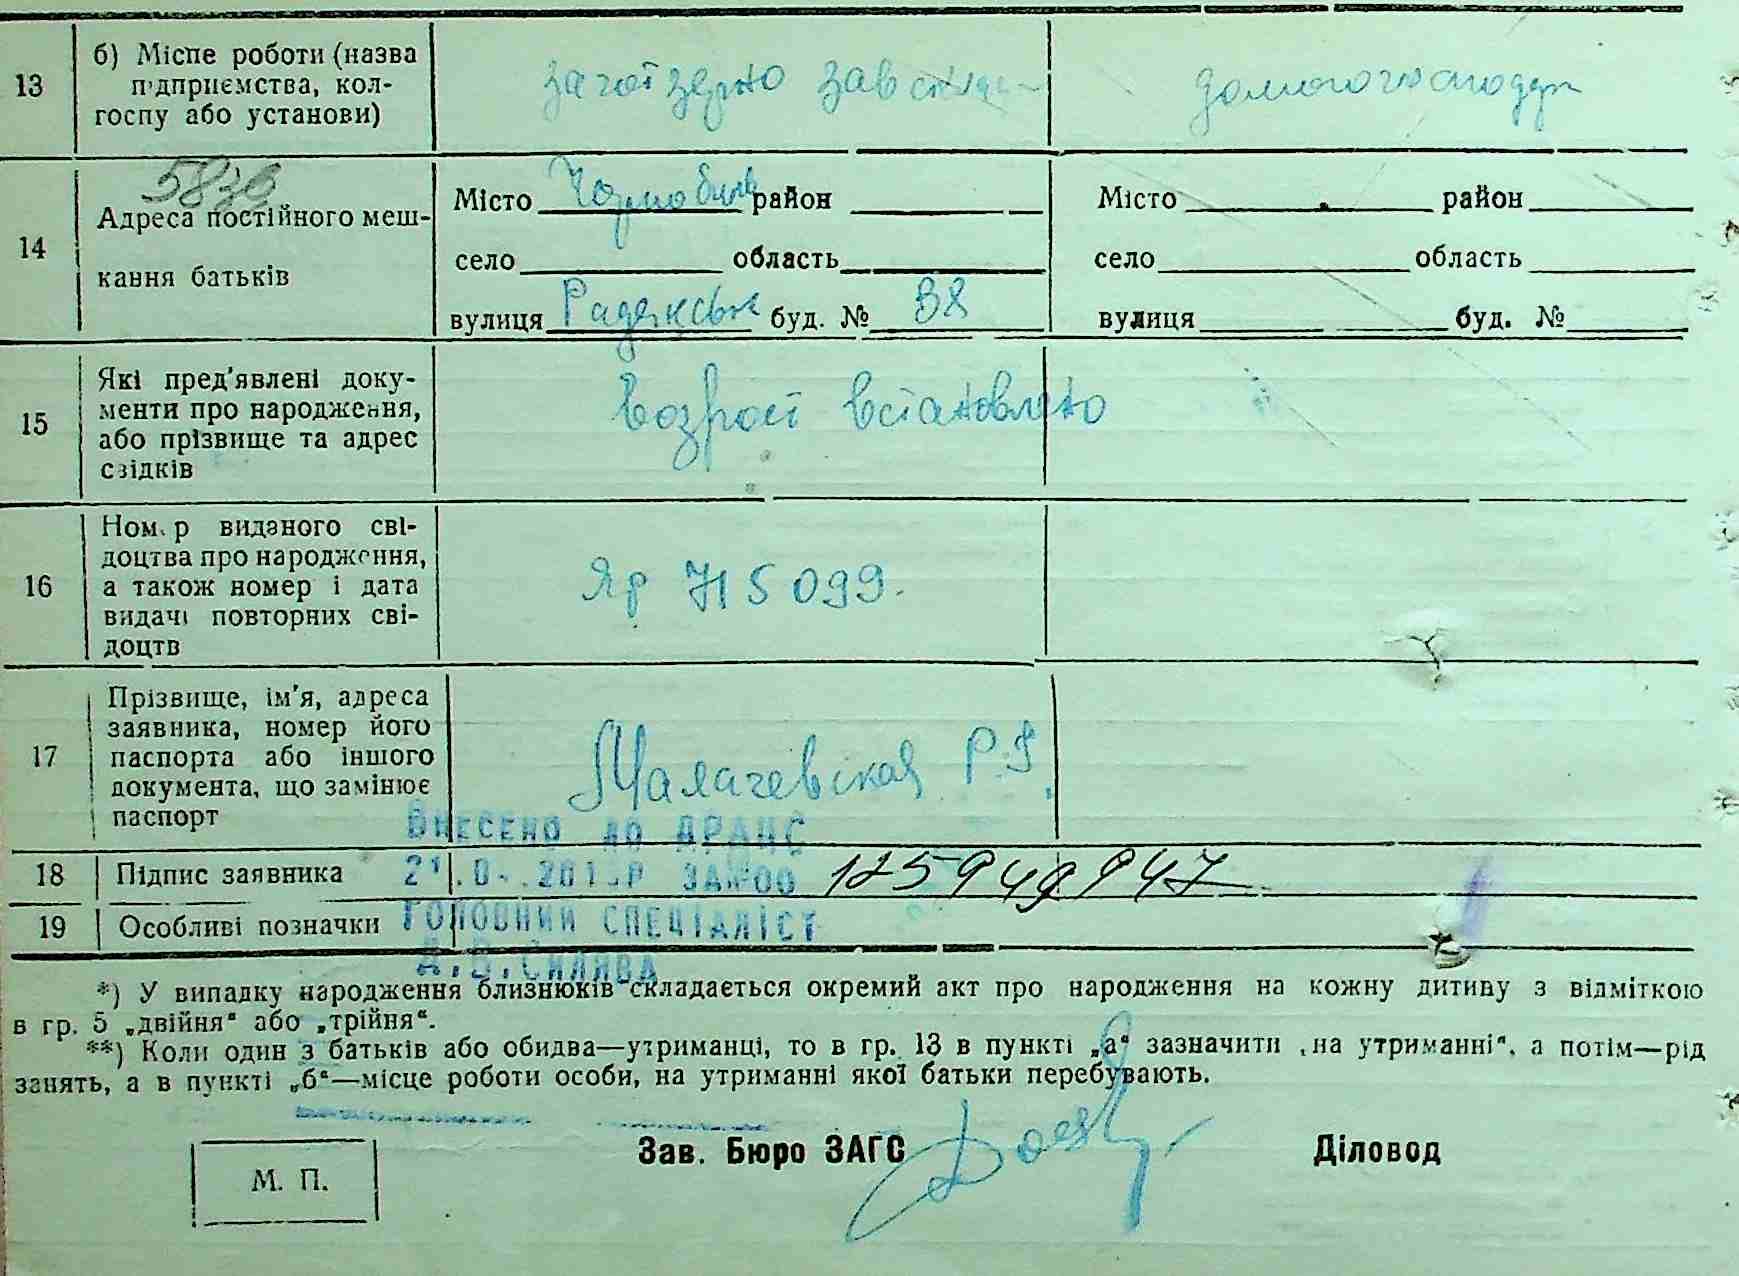 13
б) Місце роботи (назва
підприємства, кол-
госпу або установи)
Заготзерно Зав складо-
домогосподар
5836
14
Адреса постійного меш-
кання батьків
Місто Чорнобиль район
село область
вулиця Радянська буд. № 38
Місто район
село область
вулиця буд. №
15
Які пред'явлені доку-
менти про народження,
або прізвище та адрес
свідків
Возрост встановлено
16
Номер виданого сві-
доцтва про народження,
а також номер і дата
видачі повторних сві-
доцтв
Яр 715099.
17
Прізвище, ім'я, адреса
заявника, номер його
паспорта або іншого
документа, що замінює
паспорт
Малачевская Р.
ВНЕСЕНО ДО ДРАЦС
18
Підпис заявника
ЗА №00
19
Особливі позначки
ГОЛОВНИЙ СПЕЦІАЛІСТ
*) У випадку народження близнюків складається окремий акт про народження на кожну дитину з відміткою
в гр. 5 „двійня“ або „трійня“.
**) Коли один з батьків або обидва—утриманці, то в гр. 13 в пункті „а“ зазначити „на утриманні“, а потім—рід
занять, а в пункті „б“—місце роботи особи, на утриманні якої батьки перебувають.
М. П.
Зав. Бюро ЗАГС
Діловод